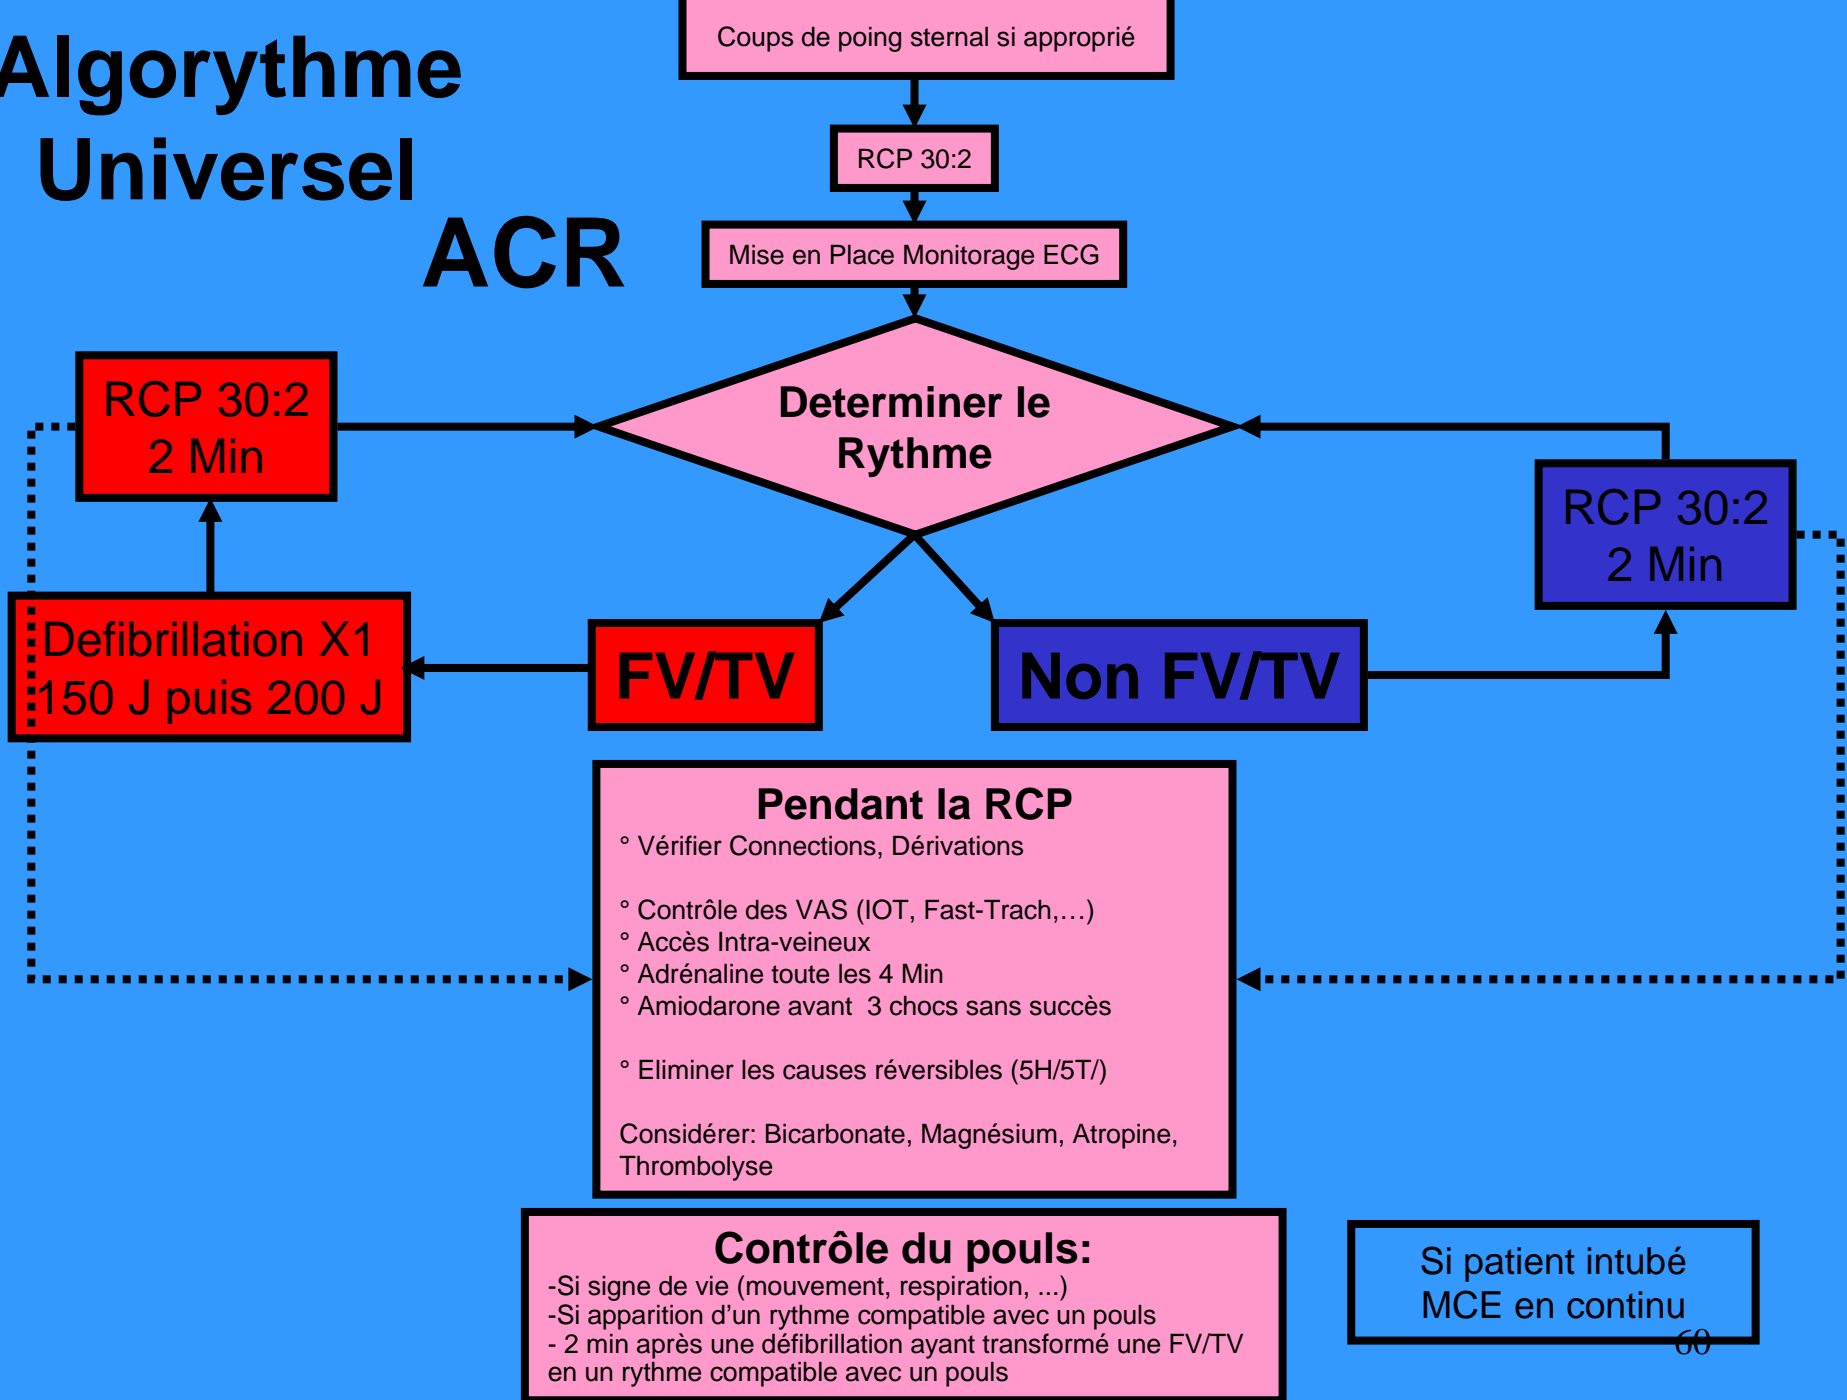 Algorythme
Universel
ACR
Coups de poing sternal si approprié
RCP 30:2
Mise en Place Monitorage ECG
Determiner le
Rythme
RCP 30:2
2 Min
RCP 30:2
2 Min
Defibrillation X1
150 J puis 200 J
FV/TV
Non FV/TV
Pendant la RCP
° Vérifier Connections, Dérivations
° Contrôle des VAS (IOT, Fast-Trach,…)
° Accès Intra-veineux
° Adrénaline toute les 4 Min
° Amiodarone avant  3 chocs sans succès
° Eliminer les causes réversibles (5H/5T/)
Considérer: Bicarbonate, Magnésium, Atropine,
Thrombolyse
Contrôle du pouls:
-Si signe de vie (mouvement, respiration, ...)
-Si apparition d’un rythme compatible avec un pouls
- 2 min après une défibrillation ayant transformé une FV/TV
en un rythme compatible avec un pouls
Si patient intubé
MCE en continu
60